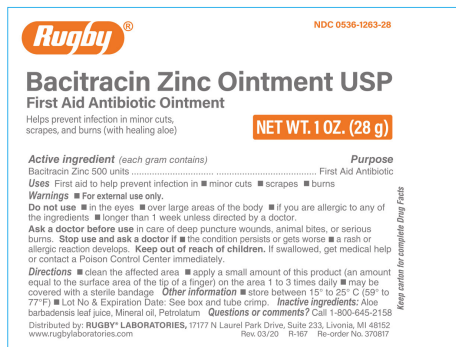 Rugby®
NDC 0536-1263-28
Bacitracin Zinc Ointment USP
First Aid Antibiotic Ointment
Helps prevent infection in minor cuts,
scrapes, and burns (with healing aloe)
NET WT. 1 OZ. (28 g)
Active ingredient (each gram contains) Purpose
Bacitracin Zinc 500 units ............................. ................................... First Aid Antibiotic
Uses First aid to help prevent infection in ■ minor cuts ■ scrapes ■ burns
Warnings ■ For external use only.
Do not use ■ in the eyes ■ over large areas of the body ■ if you are allergic to any of
the ingredients ■ longer than 1 week unless directed by a doctor.
Ask a doctor before use in care of deep puncture wounds, animal bites, or serious
burns. Stop use and ask a doctor if ■ the condition persists or gets worse ■ a rash or
allergic reaction develops. Keep out of reach of children. If swallowed, get medical help
or contact a Poison Control Center immediately.
Directions ■ clean the affected area ■ apply a small amount of this product (an amount
equal to the surface area of the tip of a finger) on the area 1 to 3 times daily ■ may be
covered with a sterile bandage Other information ■ store between 15° to 25° C (59° to
77°F) ■ Lot No & Expiration Date: See box and tube crimp. Inactive ingredients: Aloe
barbadensis leaf juice, Mineral oil, Petrolatum Questions or comments? Call 1-800-645-2158
Keep carton for complete Drug Facts
Distributed by: RUGBY® LABORATORIES, 17177 N Laurel Park Drive, Suite 233, Livonia, MI 48152
www.rugbylaboratories.com Rev. 03/20 R-167 Re-order No. 370817